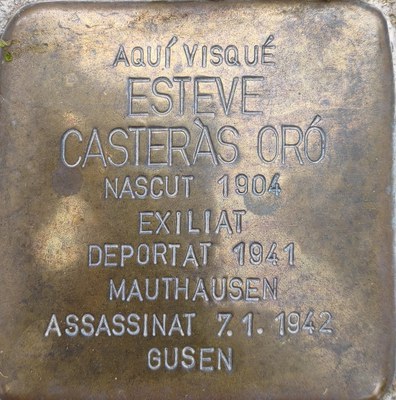 AQUÍ VISQUÉ
ESTEVE
CASTERÀS ORÓ
NASCUT 1904
EXILIAT
DEPORTAT 1941
MAUTHAUSEN
ASSASSINAT 7.1.1942
GUSEN